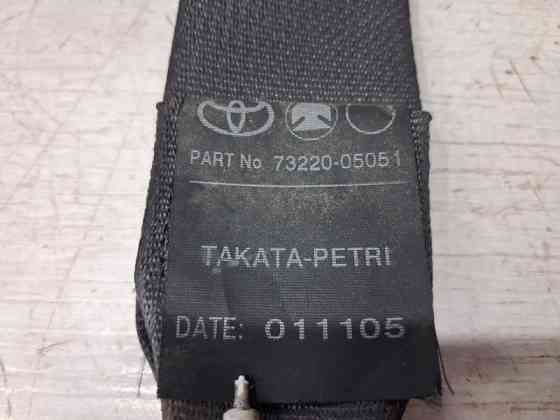 PART No 73220-05051
TAKATA-PETRI
DATE: 011105